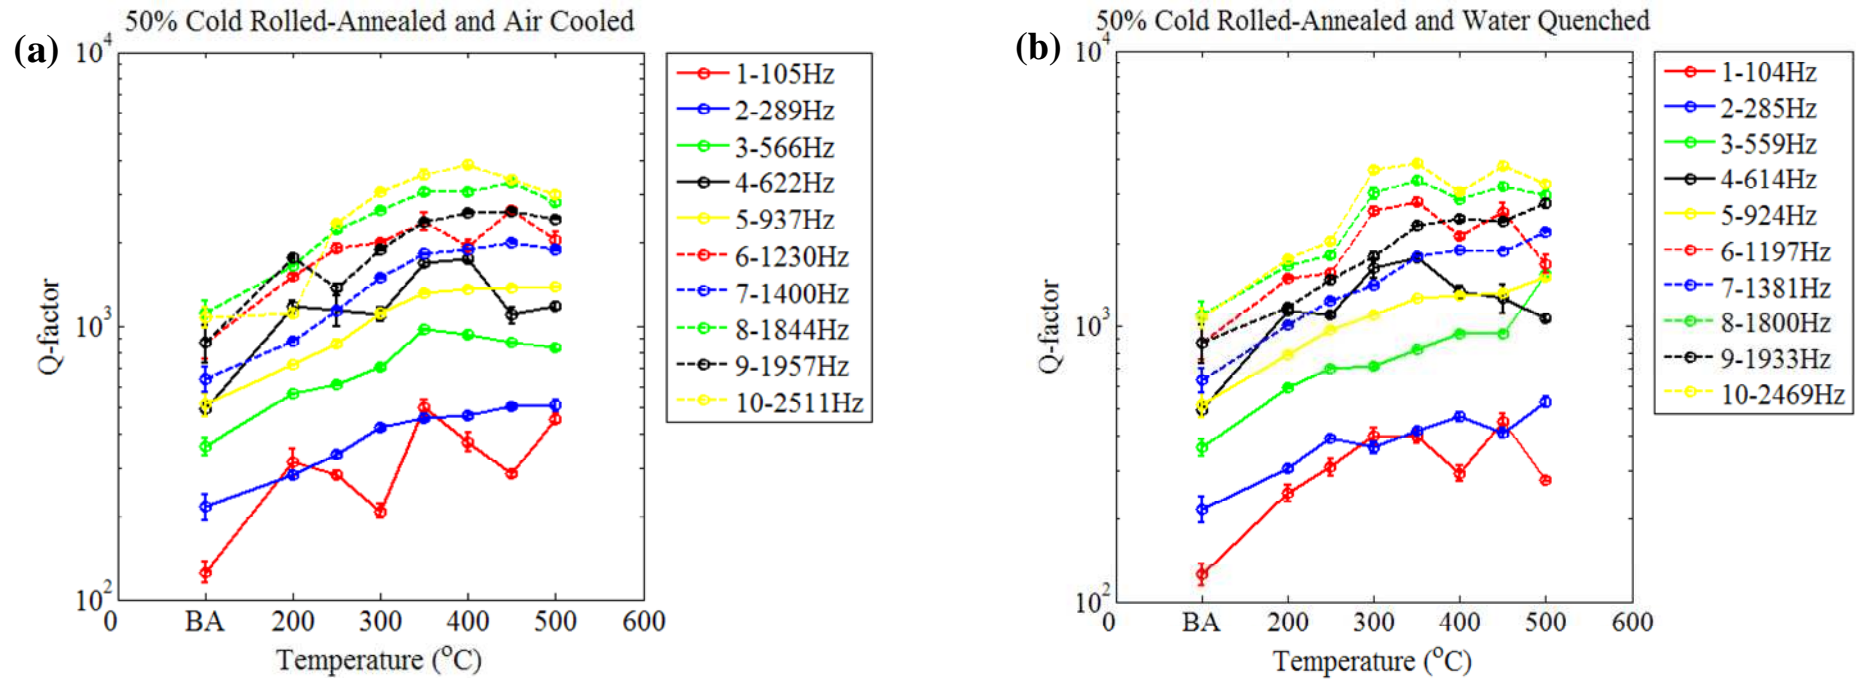 (a)
50% Cold Rolled-Annealed and Air Cooled
10^4
10^3
10^2
Q-factor
0 BA 200 300 400 500 600
Temperature (°C)
1-105Hz
2-289Hz
3-566Hz
4-622Hz
5-937Hz
6-1230Hz
7-1400Hz
8-1844Hz
9-1957Hz
10-2511Hz
(b)
50% Cold Rolled-Annealed and Water Quenched
10^4
10^3
10^2
Q-factor
0 BA 200 300 400 500 600
Temperature (°C)
1-104Hz
2-285Hz
3-559Hz
4-614Hz
5-924Hz
6-1197Hz
7-1381Hz
8-1800Hz
9-1933Hz
10-2469Hz